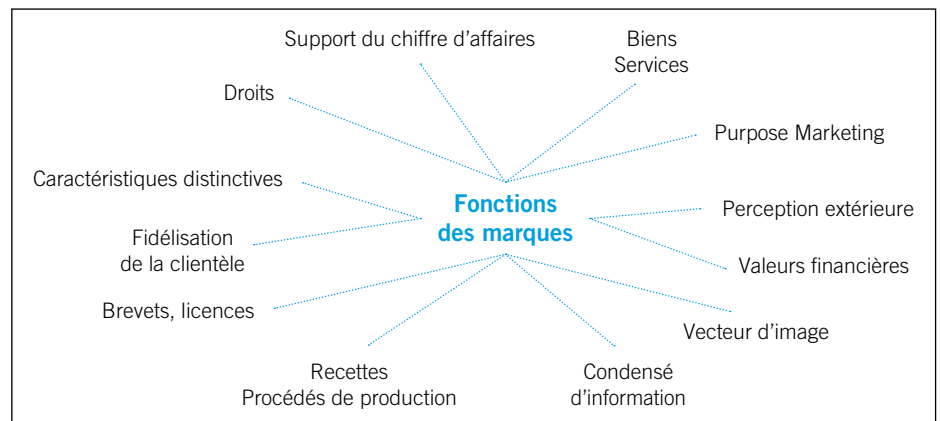 Support du chiffre d'affaires
Biens
Services
Droits
Purpose Marketing
Caractéristiques distinctives
Fonctions
des marques
Perception extérieure
Fidélisation
de la clientèle
Valeurs financières
Brevets, licences
Vecteur d'image
Recettes
Procédés de production
Condensé
d'information